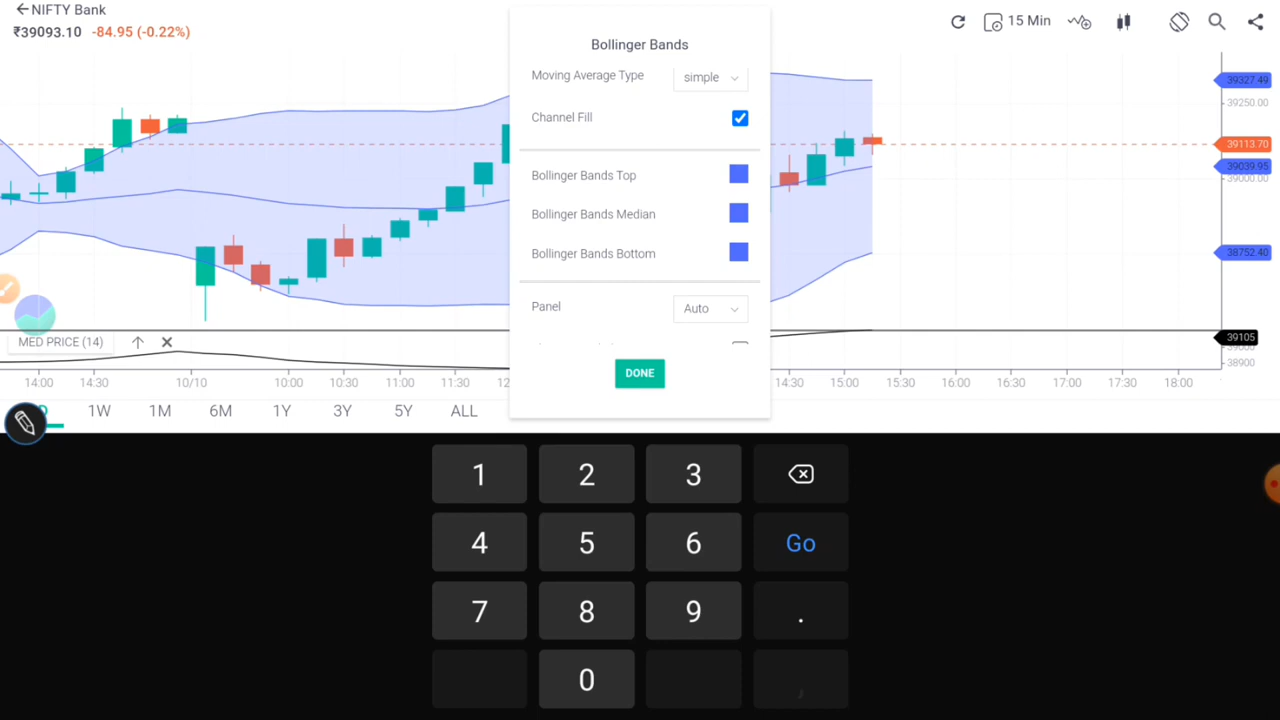 NIFTY Bank
₹39093.10 -84.95 (-0.22%)
15 Min
Bollinger Bands
Moving Average Type simple
Channel Fill
Bollinger Bands Top
Bollinger Bands Median
Bollinger Bands Bottom
Panel Auto
DONE
39327.49
39250.00
39113.70
39039.95
39000.00
38752.40
39105
38900
MED PRICE (14)
14:00 14:30 10/10 10:00 10:30 11:00 11:30 12 14:30 15:00 15:30 16:00 16:30 17:00 17:30 18:00
1W 1M 6M 1Y 3Y 5Y ALL
1 2 3
4 5 6 Go
7 8 9 .
0 ,